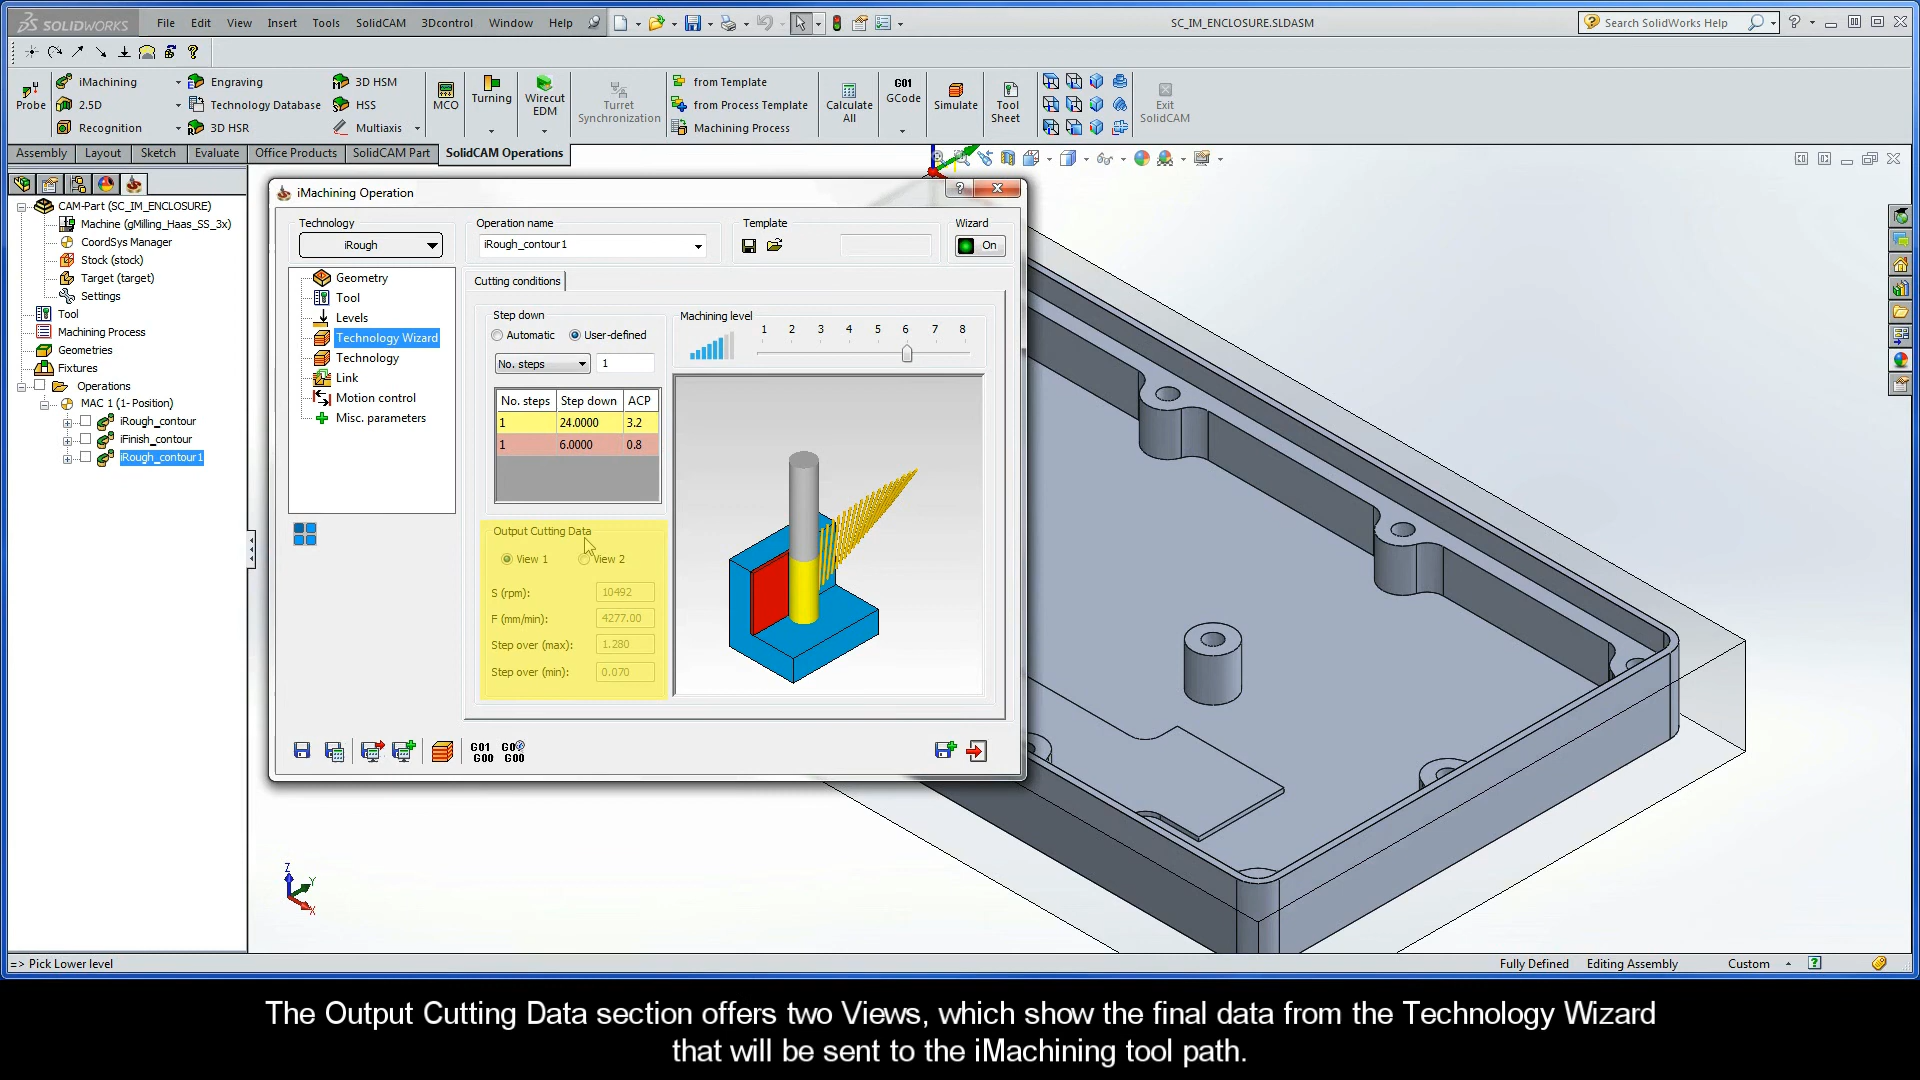 SOLIDWORKS
File Edit View Insert Tools SolidCAM 3Dcontrol Window Help
SC_IM_ENCLOSURE.SLDASM
Search SolidWorks Help
Probe
iMachining
2.5D
Recognition
Engraving
Technology Database
3D HSR
3D HSM
HSS
Multiaxis
MCO
Turning
Wirecut
EDM
Turret
Synchronization
from Template
from Process Template
Machining Process
Calculate
All
G01
GCode
Simulate
Tool
Sheet
Exit
SolidCAM
Assembly Layout Sketch Evaluate Office Products SolidCAM Part SolidCAM Operations
CAM-Part (SC_IM_ENCLOSURE)
Machine (gMilling_Haas_SS_3x)
CoordSys Manager
Stock (stock)
Target (target)
Settings
Tool
Machining Process
Geometries
Fixtures
Operations
MAC 1 (1- Position)
iRough_contour
iFinish_contour
iRough_contour1
iMachining Operation
Technology
iRough
Operation name
iRough_contour1
Template
Wizard
On
Geometry
Tool
Levels
Technology Wizard
Technology
Link
Motion control
Misc. parameters
Cutting conditions
Step down
Automatic User-defined
No. steps 1
No. steps Step down ACP
1 24.0000 3.2
1 6.0000 0.8
Machining level
1 2 3 4 5 6 7 8
Output Cutting Data
View 1 View 2
S (rpm): 10492
F (mm/min): 4277.00
Step over (max): 1.280
Step over (min): 0.070
G01 G00
G00 G00
Z
Y
X
=> Pick Lower level
Fully Defined Editing Assembly Custom
The Output Cutting Data section offers two Views, which show the final data from the Technology Wizard
that will be sent to the iMachining tool path.